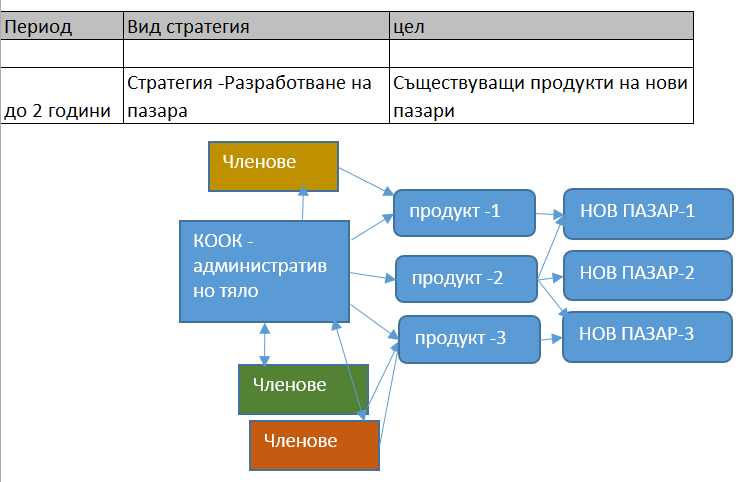 Период Вид стратегия цел
до 2 години Стратегия -Разработване на пазара Съществуващи продукти на нови пазари
Членове
продукт -1 НОВ ПАЗАР-1
КООК -
административ
но тяло
продукт -2 НОВ ПАЗАР-2
продукт -3 НОВ ПАЗАР-3
Членове
Членове